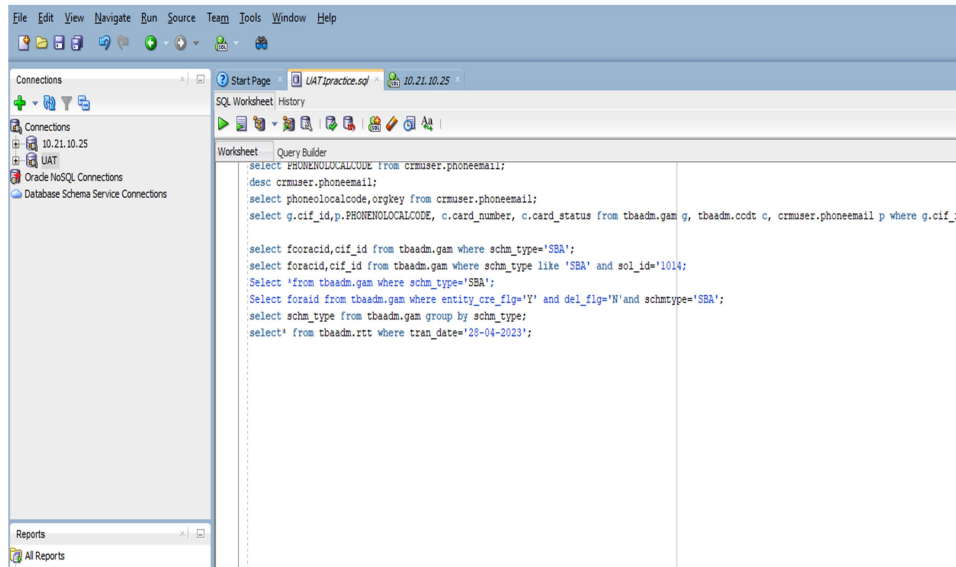 File Edit View Navigate Run Source Team Tools Window Help
Connections
Start Page
UAT1practice.sql
10.21.10.25
SQL Worksheet History
Connections
10.21.10.25
UAT
Oracle NoSQL Connections
Database Schema Service Connections
Worksheet Query Builder
select PHONENOLOCALCODE from crmuser.phoneemail;
desc crmuser.phoneemail;
select phoneolocalcode,orgkey from crmuser.phoneemail;
select g.cif_id,p.PHONENOLOCALCODE, c.card_number, c.card_status from tbaadm.gam g, tbaadm.ccdt c, crmuser.phoneemail p where g.cif_
select fcoracid,cif_id from tbaadm.gam where schm_type='SBA';
select foracid,cif_id from tbaadm.gam where schm_type like 'SBA' and sol_id='1014;
Select *from tbaadm.gam where schm_type='SBA';
Select foraid from tbaadm.gam where entity_cre_flg='Y' and del_flg='N'and schmtype='SBA';
select schm_type from tbaadm.gam group by schm_type;
select* from tbaadm.rtt where tran_date='28-04-2023';
Reports
All Reports